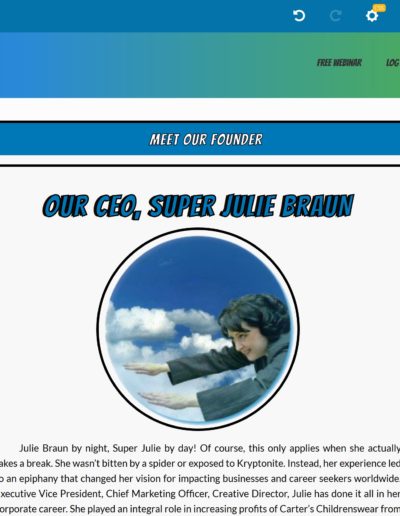 FREE WEBINAR LOG
MEET OUR FOUNDER
OUR CEO, SUPER JULIE BRAUN
Julie Braun by night, Super Julie by day! Of course, this only applies when she actually
akes a break. She wasn't bitten by a spider or exposed to Kryptonite. Instead, her experience led
o an epiphany that changed her vision for impacting businesses and career seekers worldwide.
xecutive Vice President, Chief Marketing Officer, Creative Director, Julie has done it all in her
orporate career. She played an integral role in increasing profits of Carter's Childrenswear from